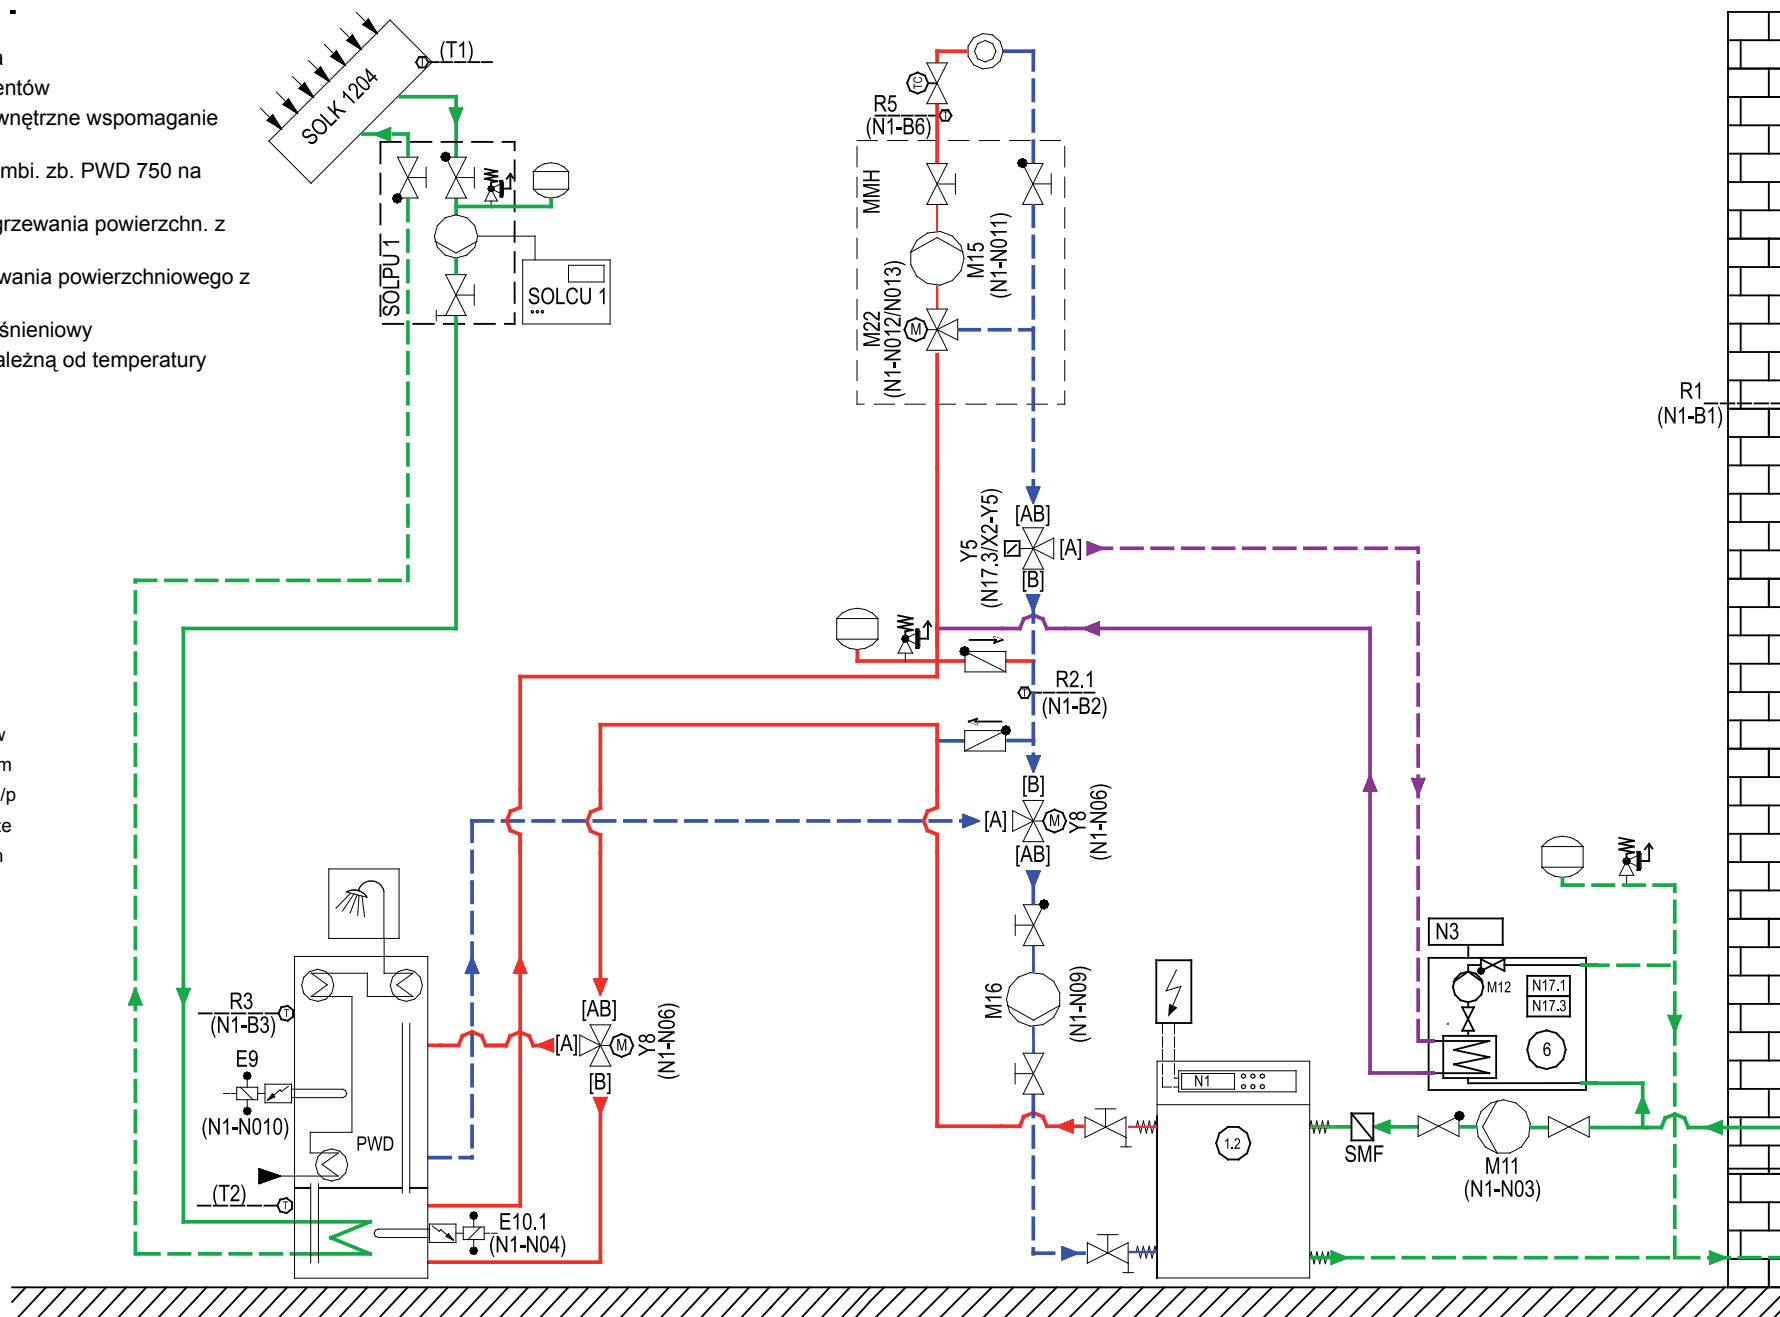 a
entów
wnętrzne wspomaganie
mbi. zb. PWD 750 na
grzewania powierzchn. z
wania powierzchniowego z
śnieniowy
ależną od temperatury
w
m
/p
ze
n
(T1)
SOLK 1204
SOLPU 1
SOLCU 1
TC
R5
(N1-B6)
MMH
M15
(N1-N011)
M22
(N1-N012/N013)
M
R1
(N1-B1)
[AB]
Y5
(N17.3/X2-Y5)
[A]
[B]
T
R2.1
(N1-B2)
[B]
[A]
M
Y8
(N1-N06)
[AB]
M16
(N1-N09)
R3
(N1-B3)
T
E9
(N1-N010)
PWD
(T2)
T
E10.1
(N1-N04)
[AB]
[A]
M
Y8
(N1-N06)
[B]
N1
1.2
SMF
M11
(N1-N03)
N3
M12
N17.1
N17.3
6